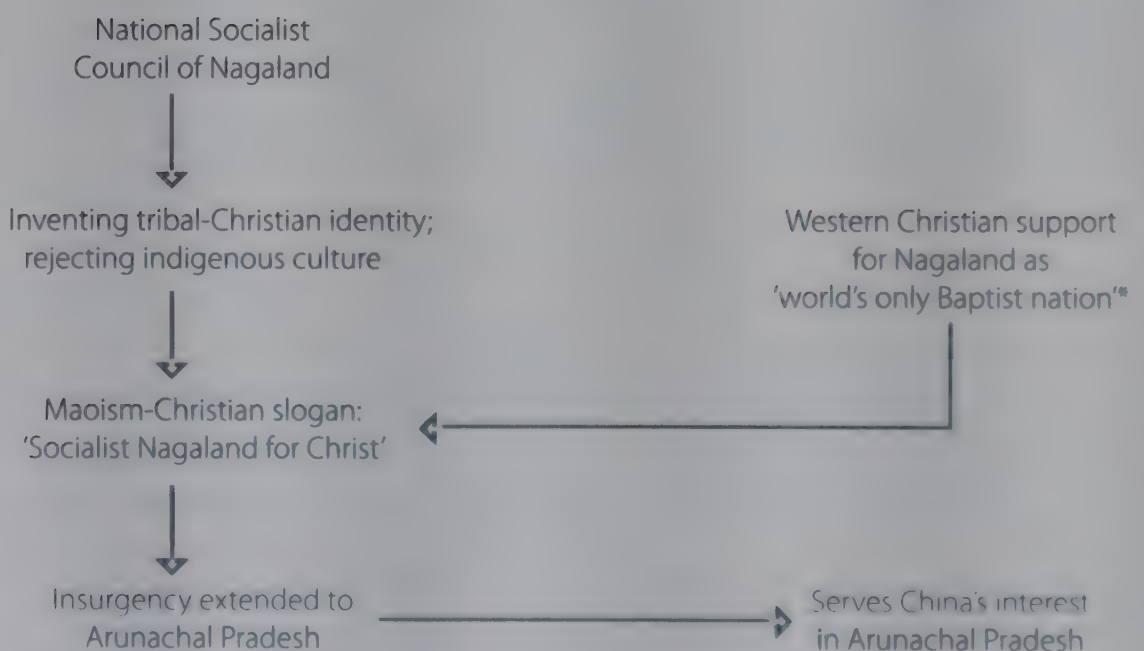 National Socialist
Council of Nagaland
Inventing tribal-Christian identity;
rejecting indigenous culture
Western Christian support
for Nagaland as
'world's only Baptist nation'*
Maoism-Christian slogan:
'Socialist Nagaland for Christ'
Insurgency extended to
Arunachal Pradesh
Serves China's interest
in Arunachal Pradesh